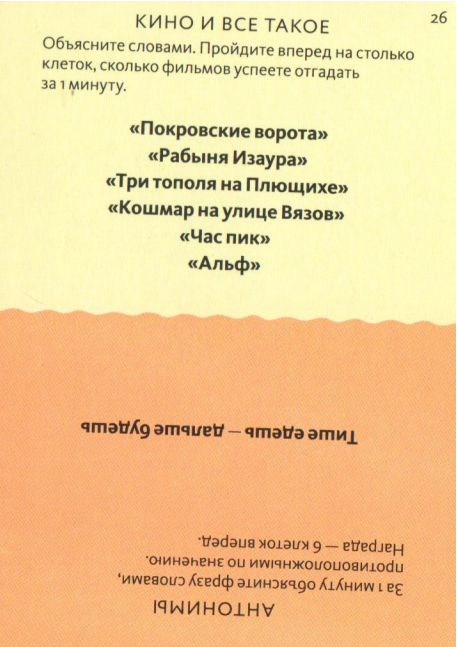 КИНО И ВСЕ ТАКОЕ
26
Объясните словами. Пройдите вперед на столько
клеток, сколько фильмов успеете отгадать
за 1 минуту.
«Покровские ворота»
«Рабыня Изаура»
«Три тополя на Плющихе»
«Кошмар на улице Вязов»
«Час пик»
«Альф»
АНТОНИМЫ
За 1 минуту объясните фразу словами,
противоположными по значению.
Награда — 6 клеток вперед.
Тише едешь — дальше будешь